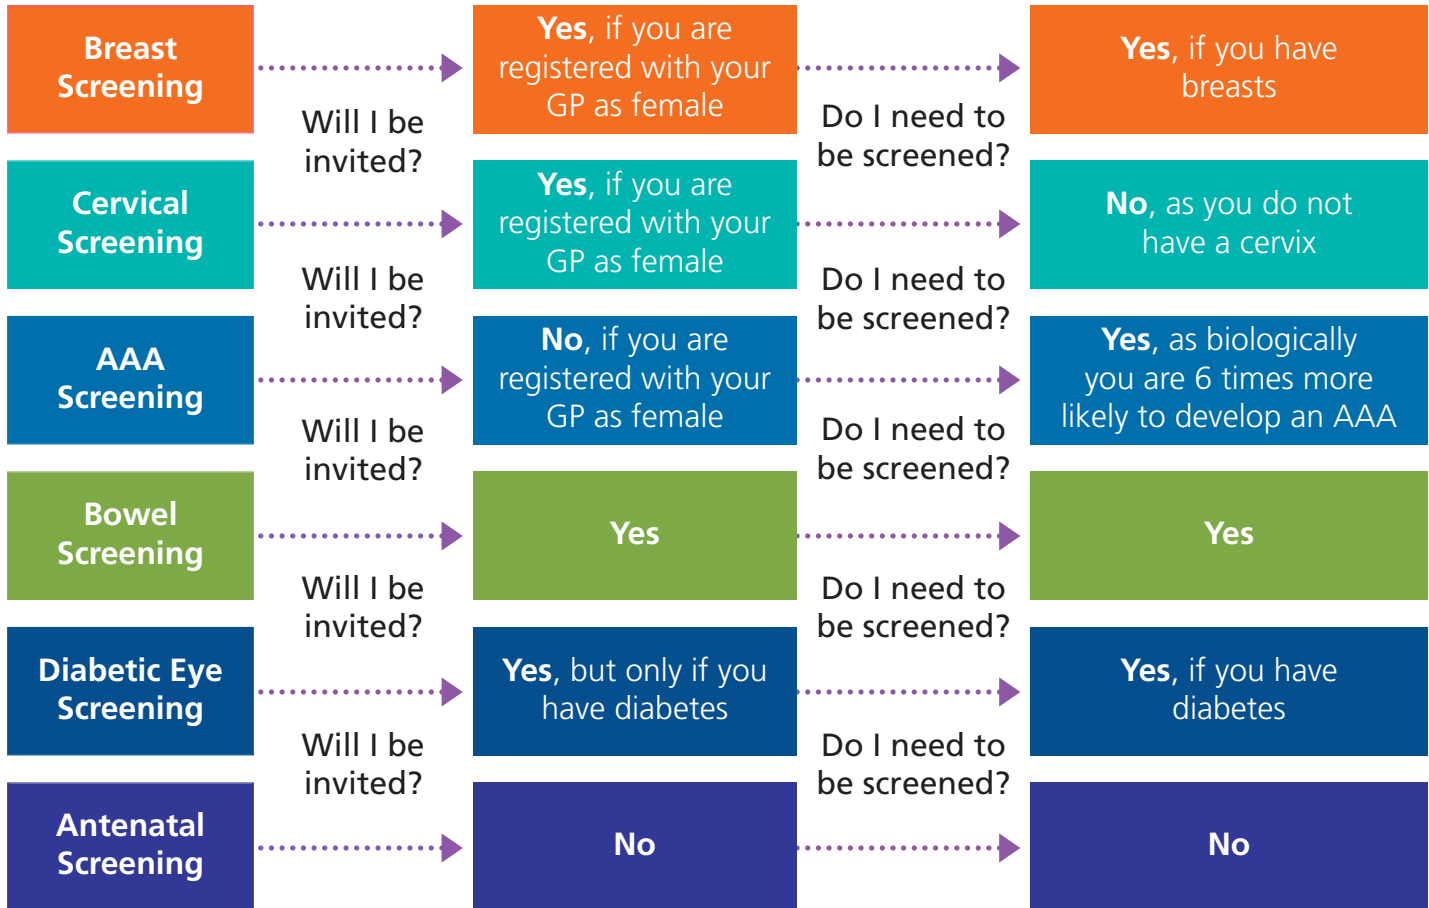 Breast
Screening
Will I be
invited?
Yes, if you are
registered with your
GP as female
Do I need to
be screened?
Yes, if you have
breasts
Cervical
Screening
Will I be
invited?
Yes, if you are
registered with your
GP as female
Do I need to
be screened?
No, as you do not
have a cervix
AAA
Screening
Will I be
invited?
No, if you are
registered with your
GP as female
Do I need to
be screened?
Yes, as biologically
you are 6 times more
likely to develop an AAA
Bowel
Screening
Will I be
invited?
Yes
Do I need to
be screened?
Yes
Diabetic Eye
Screening
Will I be
invited?
Yes, but only if you
have diabetes
Do I need to
be screened?
Yes, if you have
diabetes
Antenatal
Screening
No
No